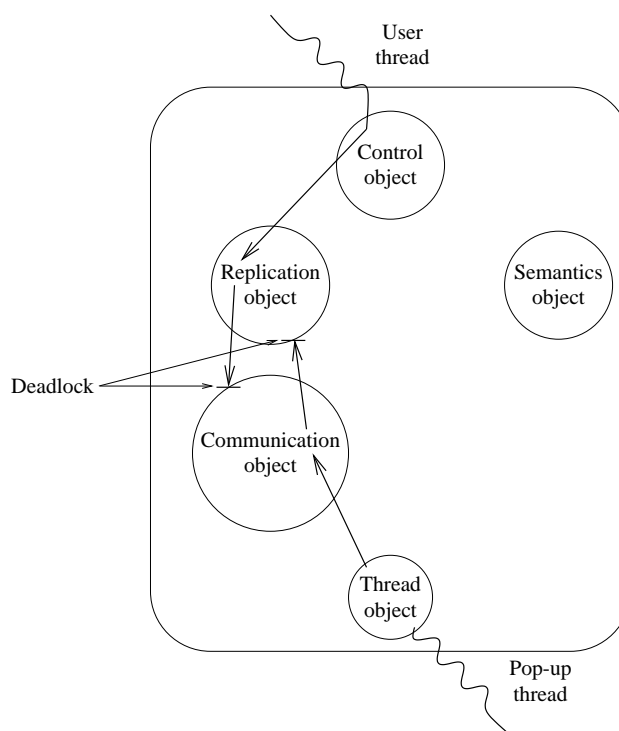 User
thread
Control
object
Replication
object
Semantics
object
Deadlock
Communication
object
Thread
object
Pop-up
thread